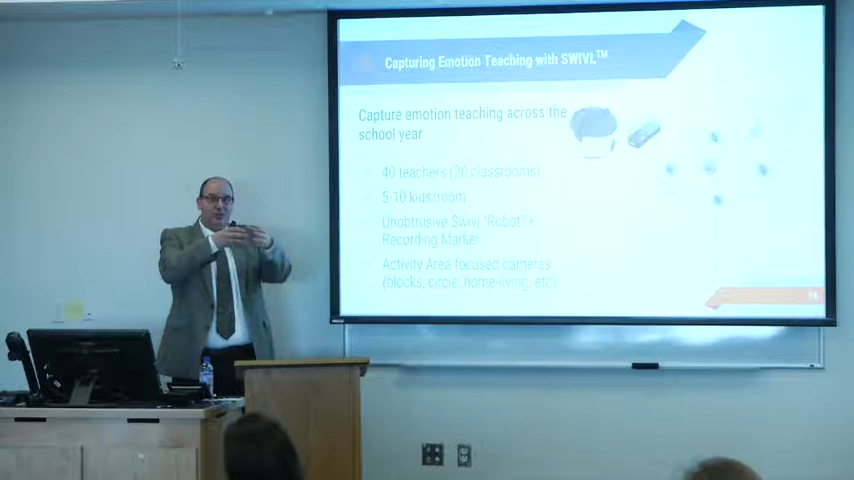 Capturing Emotion Teaching with SWIVL™
Capture emotion teaching across the
school year
40 teachers (20 classrooms)
5-10 kids/room
Unobtrusive Swivl "Robot" +
Recording Marker
Activity Area focused cameras
(blocks, circle, home-living, etc)